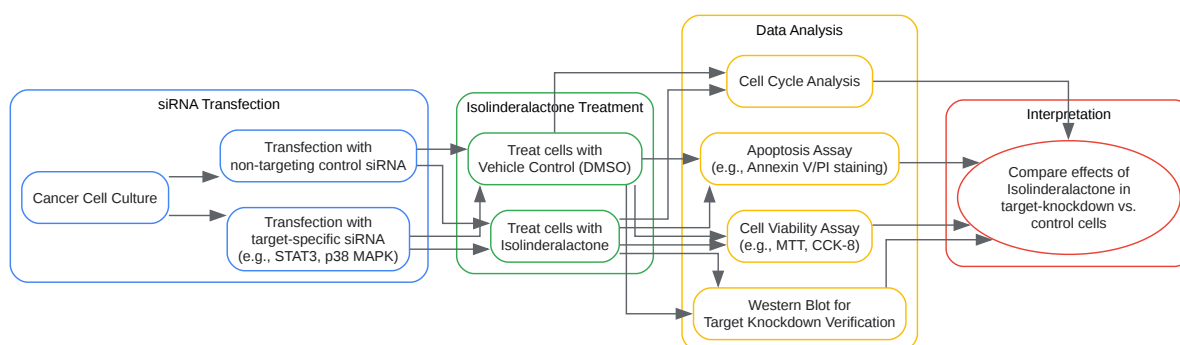 siRNA Transfection
Cancer Cell Culture
Transfection with
non-targeting control siRNA
Transfection with
target-specific siRNA
(e.g., STAT3, p38 MAPK)
Isolinderalactone Treatment
Treat cells with
Vehicle Control (DMSO)
Treat cells with
Isolinderalactone
Data Analysis
Cell Cycle Analysis
Apoptosis Assay
(e.g., Annexin V/PI staining)
Cell Viability Assay
(e.g., MTT, CCK-8)
Western Blot for
Target Knockdown Verification
Interpretation
Compare effects of
Isolinderalactone in
target-knockdown vs.
control cells